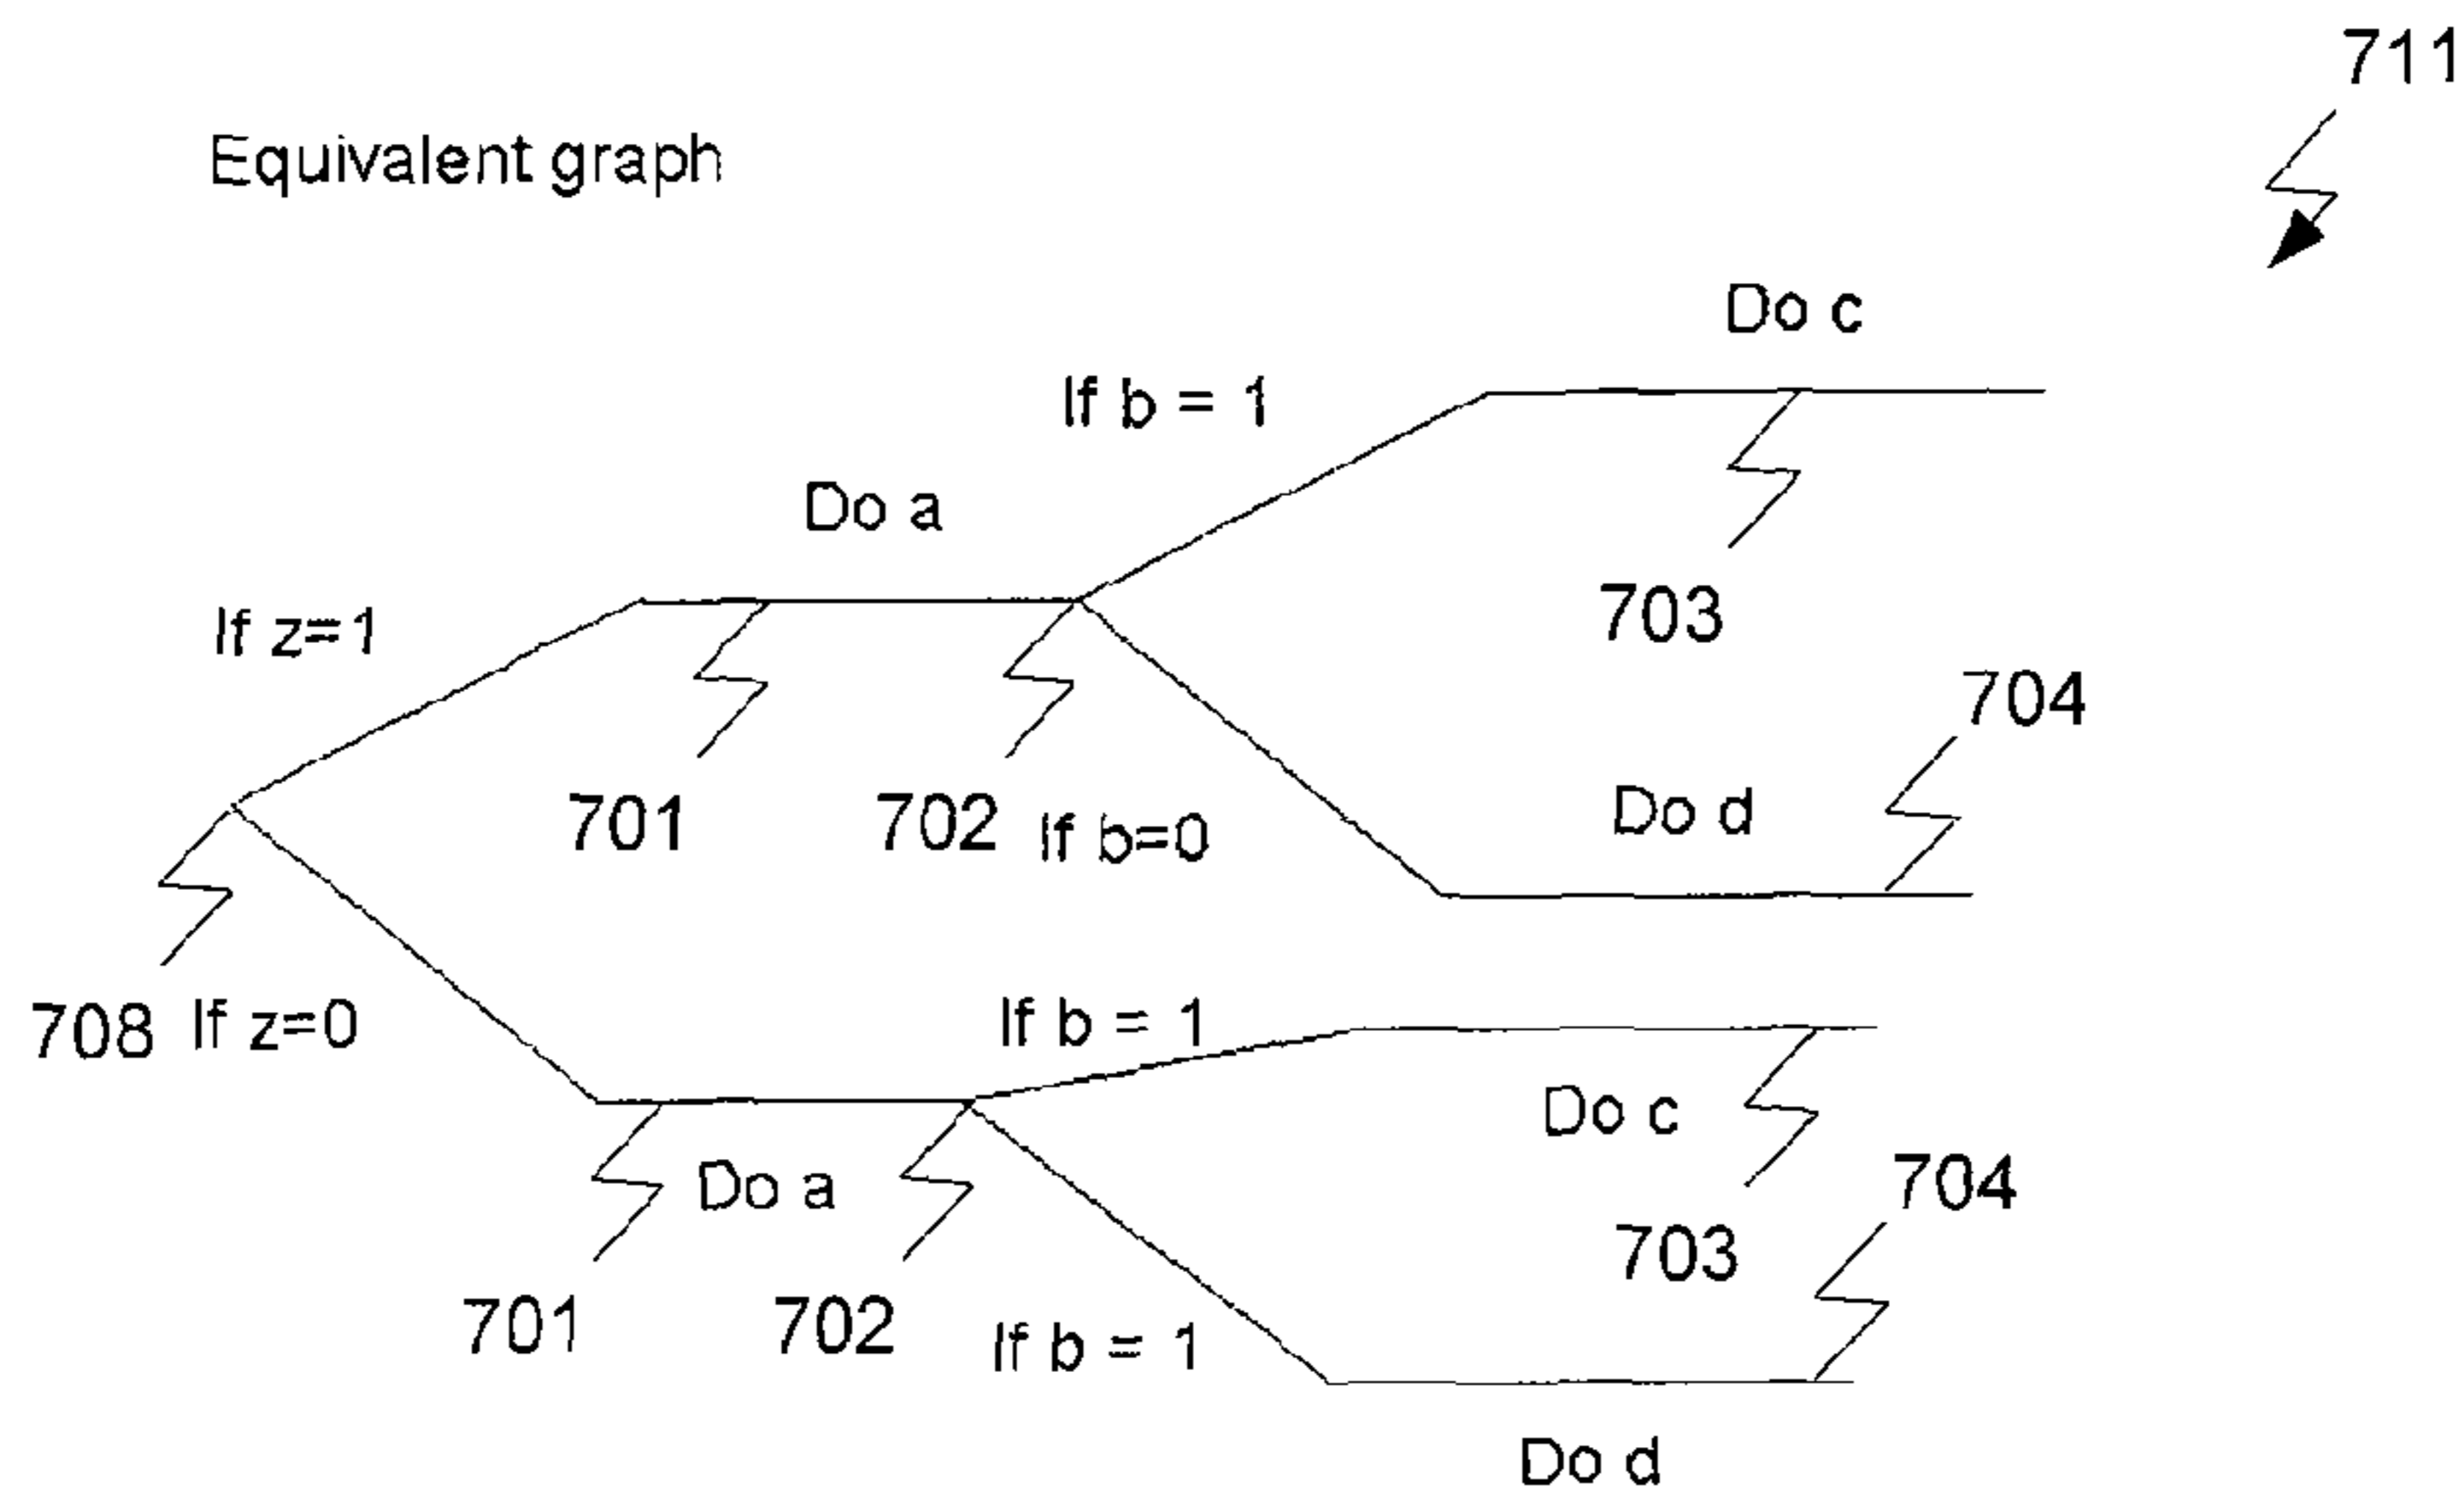 711
Equivalent graph
Do c
If b = 1
Do a
703
If z=1
704
Do d
701
702
If b=0
708
If z=0
If b = 1
Do c
Do a
704
703
701
702
If b = 1
Do d